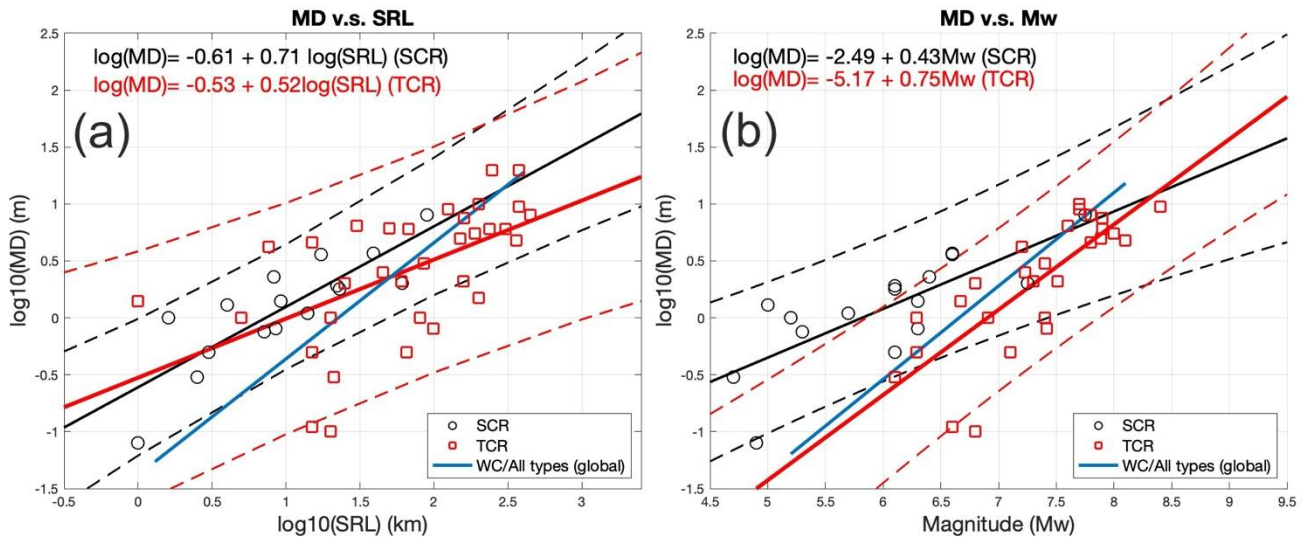 MD v.s. SRL
log(MD)= -0.61 + 0.71 log(SRL) (SCR)
log(MD)= -0.53 + 0.52log(SRL) (TCR)
(a)
log10(MD) (m)
2.5
2
1.5
1
0.5
0
-0.5
-1
-1.5
SCR
TCR
WC/All types (global)
-0.5 0 0.5 1 1.5 2 2.5 3
log10(SRL) (km)
MD v.s. Mw
log(MD)= -2.49 + 0.43Mw (SCR)
log(MD)= -5.17 + 0.75Mw (TCR)
(b)
log10(MD) (m)
2.5
2
1.5
1
0.5
0
-0.5
-1
-1.5
SCR
TCR
WC/All types (global)
4.5 5 5.5 6 6.5 7 7.5 8 8.5 9 9.5
Magnitude (Mw)